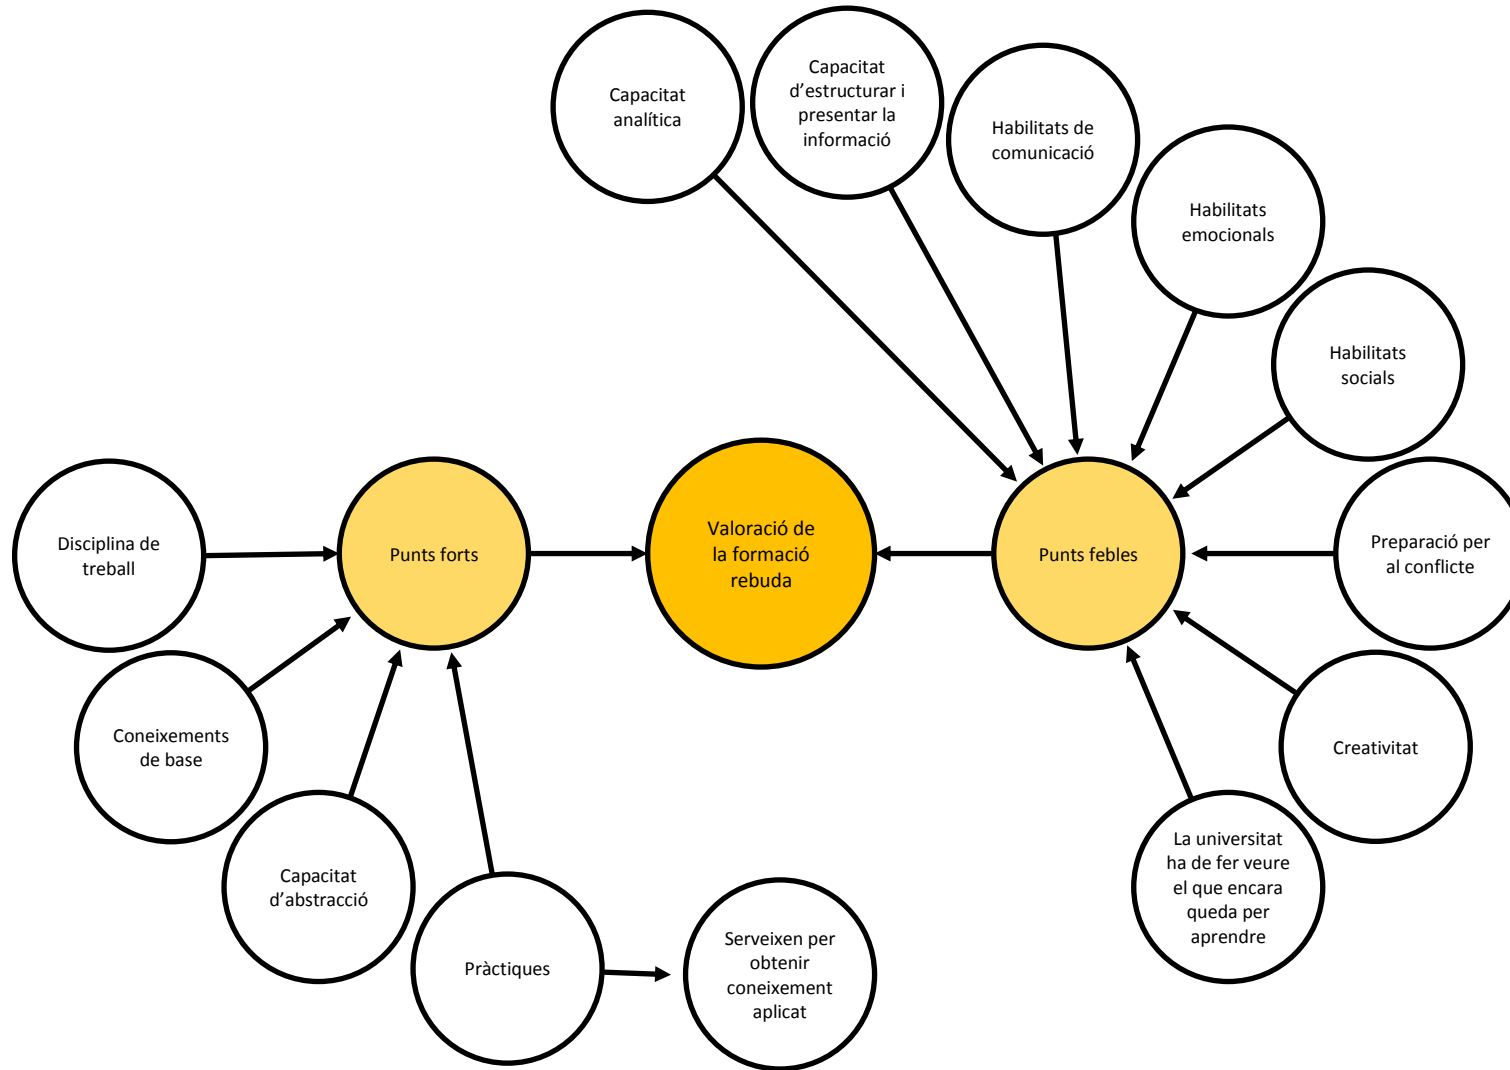 Capacitat
analítica
Capacitat
d’estructurar i
presentar la
informació
Habilitats de
comunicació
Habilitats
emocionals
Habilitats
socials
Disciplina de
treball
Punts forts
Valoració de
la formació
rebuda
Punts febles
Preparació per
al conflicte
Coneixements
de base
Creativitat
Capacitat
d’abstracció
La universitat
ha de fer veure
el que encara
queda per
aprendre
Pràctiques
Serveixen per
obtenir
coneixement
aplicat